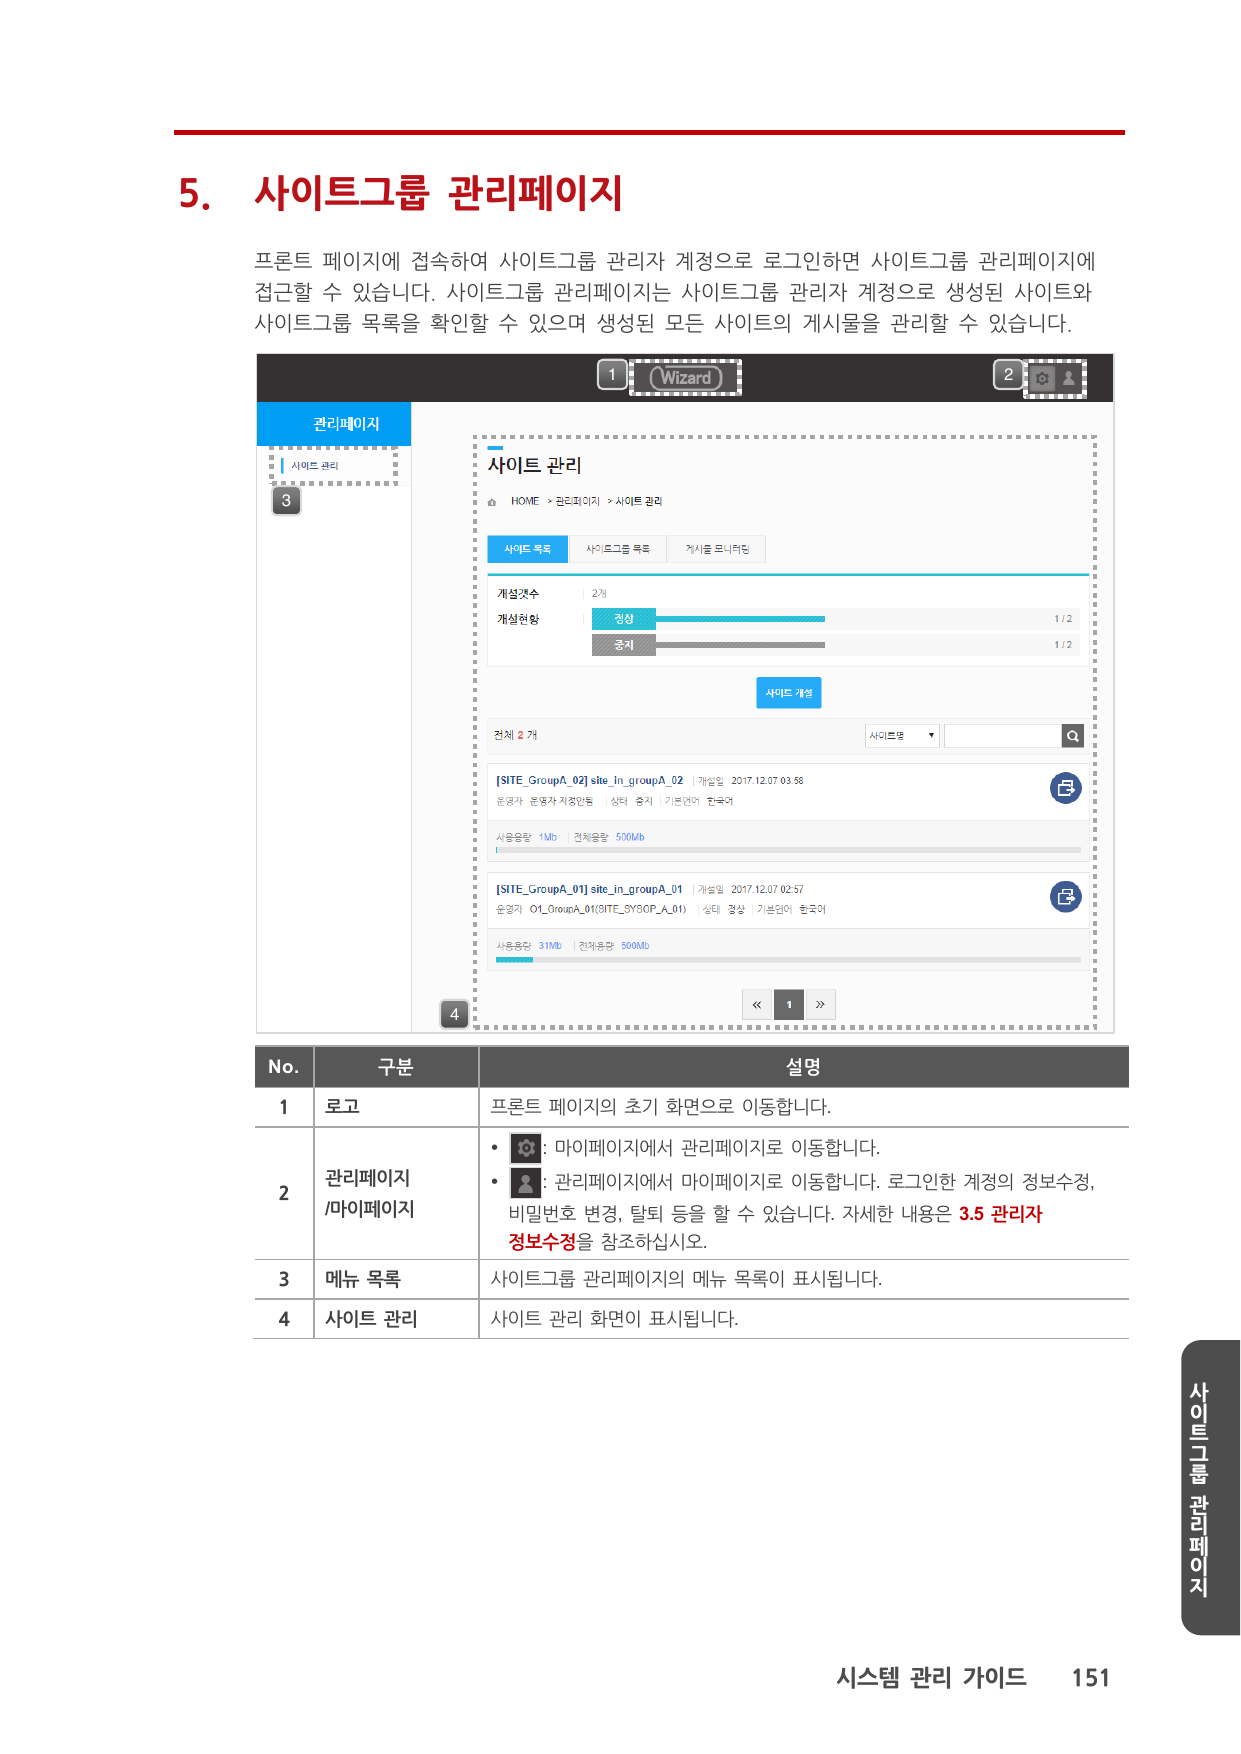 5. 사이트그룹 관리페이지
프론트 페이지에 접속하여 사이트그룹 관리자 계정으로 로그인하면 사이트그룹 관리페이지에
접근할 수 있습니다. 사이트그룹 관리페이지는 사이트그룹 관리자 계정으로 생성된 사이트와
사이트그룹 목록을 확인할 수 있으며 생성된 모든 사이트의 게시물을 관리할 수 있습니다.
1 Wizard 2
관리페이지
사이트 관리
3
사이트 관리
HOME > 관리페이지 > 사이트 관리
사이트 목록 사이트그룹 목록 게시물 모니터링
개설갯수 2개
개설현황 정상 1 / 2
중지 1 / 2
사이트 개설
전체 2 개 사이트명
[SITE_GroupA_02] site_in_groupA_02 개설일 2017.12.07 03:58
운영자 운영자 지정안됨 상태 중지 기본언어 한국어
사용용량 1Mb 전체용량 500Mb
[SITE_GroupA_01] site_in_groupA_01 개설일 2017.12.07 02:57
운영자 O1_GroupA_01(SITE_SYSOP_A_01) 상태 정상 기본언어 한국어
사용용량 31Mb 전체용량 500Mb
« 1 »
4
No. 구분 설명
1 로고 프론트 페이지의 초기 화면으로 이동합니다.
2 관리페이지
/마이페이지
• : 마이페이지에서 관리페이지로 이동합니다.
• : 관리페이지에서 마이페이지로 이동합니다. 로그인한 계정의 정보수정,
비밀번호 변경, 탈퇴 등을 할 수 있습니다. 자세한 내용은 3.5 관리자
정보수정을 참조하십시오.
3 메뉴 목록 사이트그룹 관리페이지의 메뉴 목록이 표시됩니다.
4 사이트 관리 사이트 관리 화면이 표시됩니다.
사이트그룹 관리페이지
시스템 관리 가이드 151